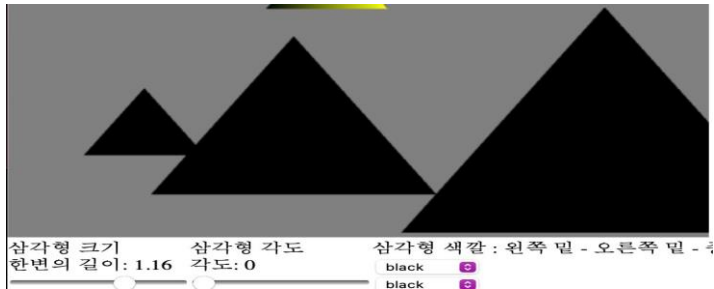 삼각형 크기 삼각형 각도 삼각형 색깔 : 왼쪽 밑 - 오른쪽 밑 -
한변의 길이: 1.16 각도: 0
black
black